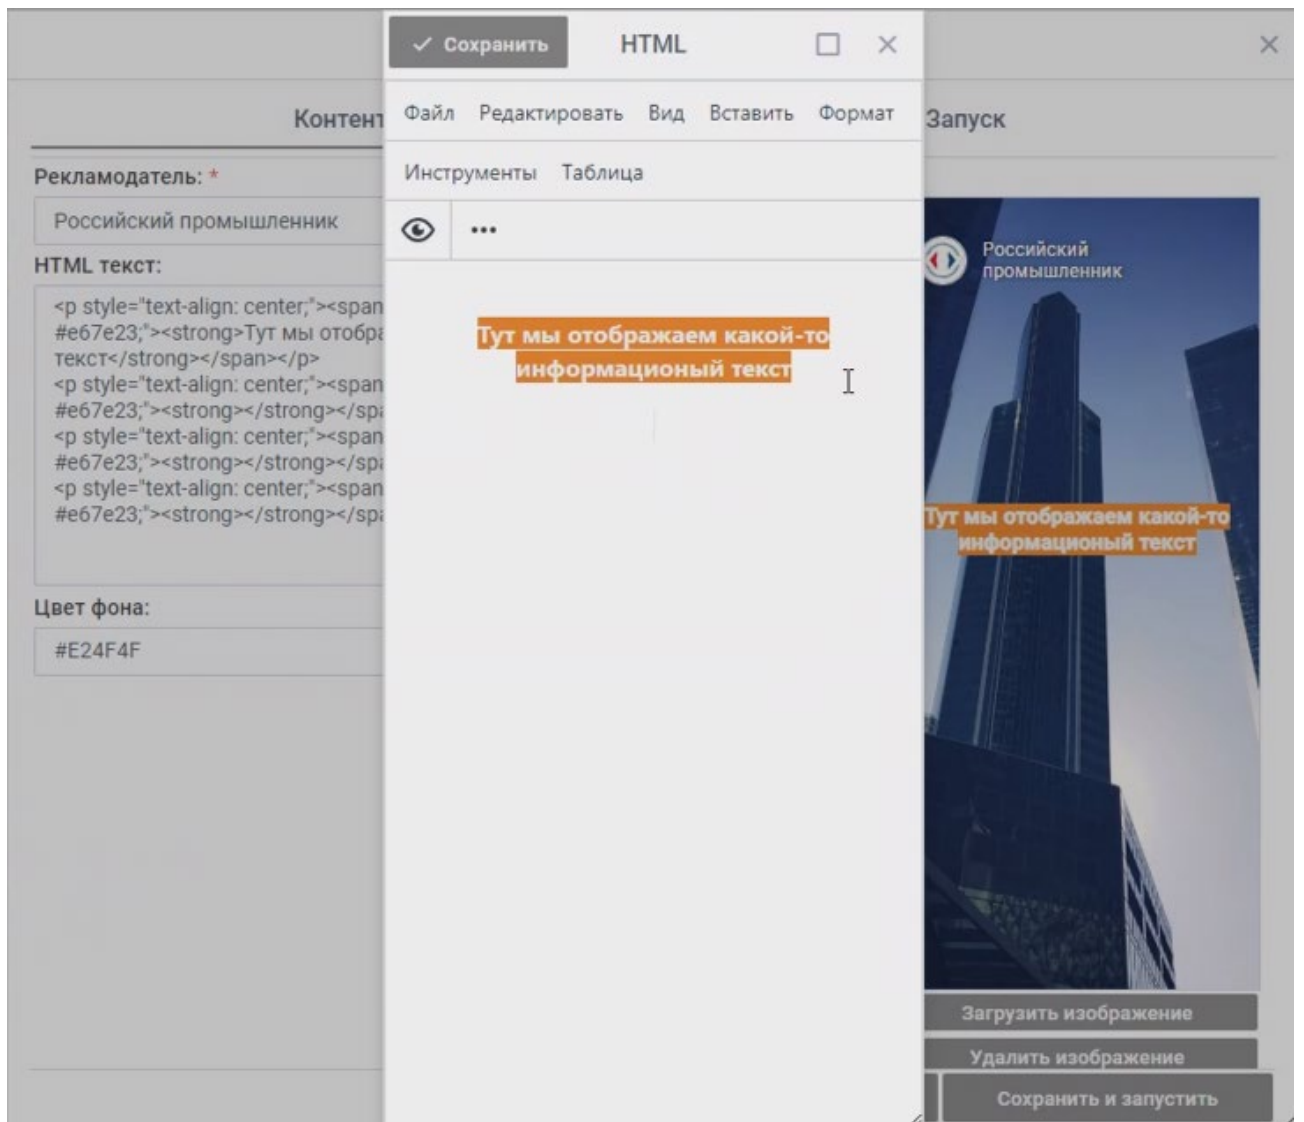 Сохранить
HTML
Файл Редактировать Вид Вставить Формат
Инструменты Таблица
Тут мы отображаем какой-то
информационый текст
Контент
Запуск
Рекламодатель: *
Российский промышленник
HTML текст:
<p style="text-align: center;"><span
#e67e23;"><strong>Тут мы отобра
текст</strong></span></p>
<p style="text-align: center;"><span
#e67e23;"><strong></strong></spa
<p style="text-align: center;"><span
#e67e23;"><strong></strong></spa
<p style="text-align: center;"><span
#e67e23;"><strong></strong></spa
Цвет фона:
#E24F4F
Российский
промышленник
Тут мы отображаем какой-то
информационый текст
Загрузить изображение
Удалить изображение
Сохранить и запустить